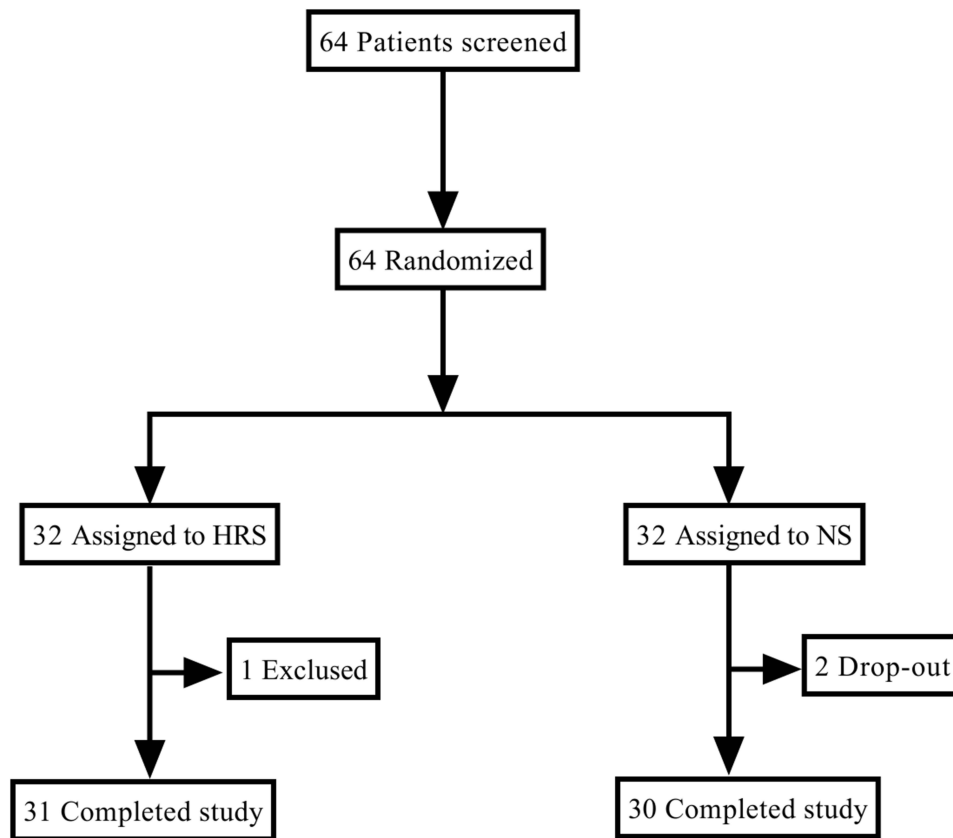 64 Patients screened
64 Randomized
32 Assigned to HRS
32 Assigned to NS
1 Exclused
2 Drop-out
31 Completed study
30 Completed study